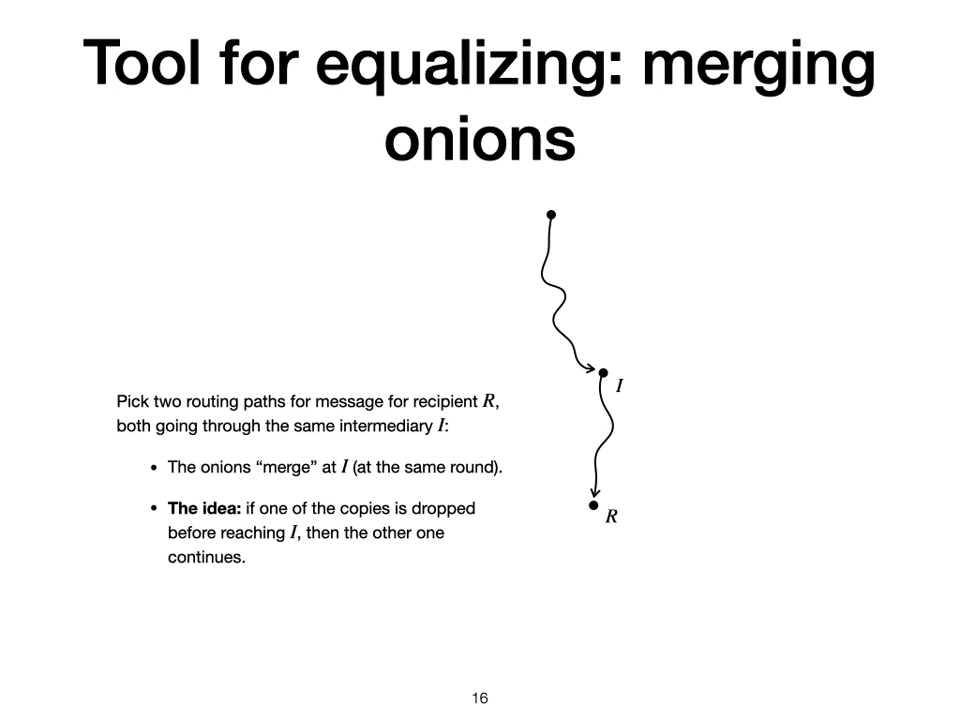 Tool for equalizing: merging
onions
I
Pick two routing paths for message for recipient R,
both going through the same intermediary I:
• The onions “merge” at I (at the same round).
• The idea: if one of the copies is dropped
before reaching I, then the other one
continues.
R
16